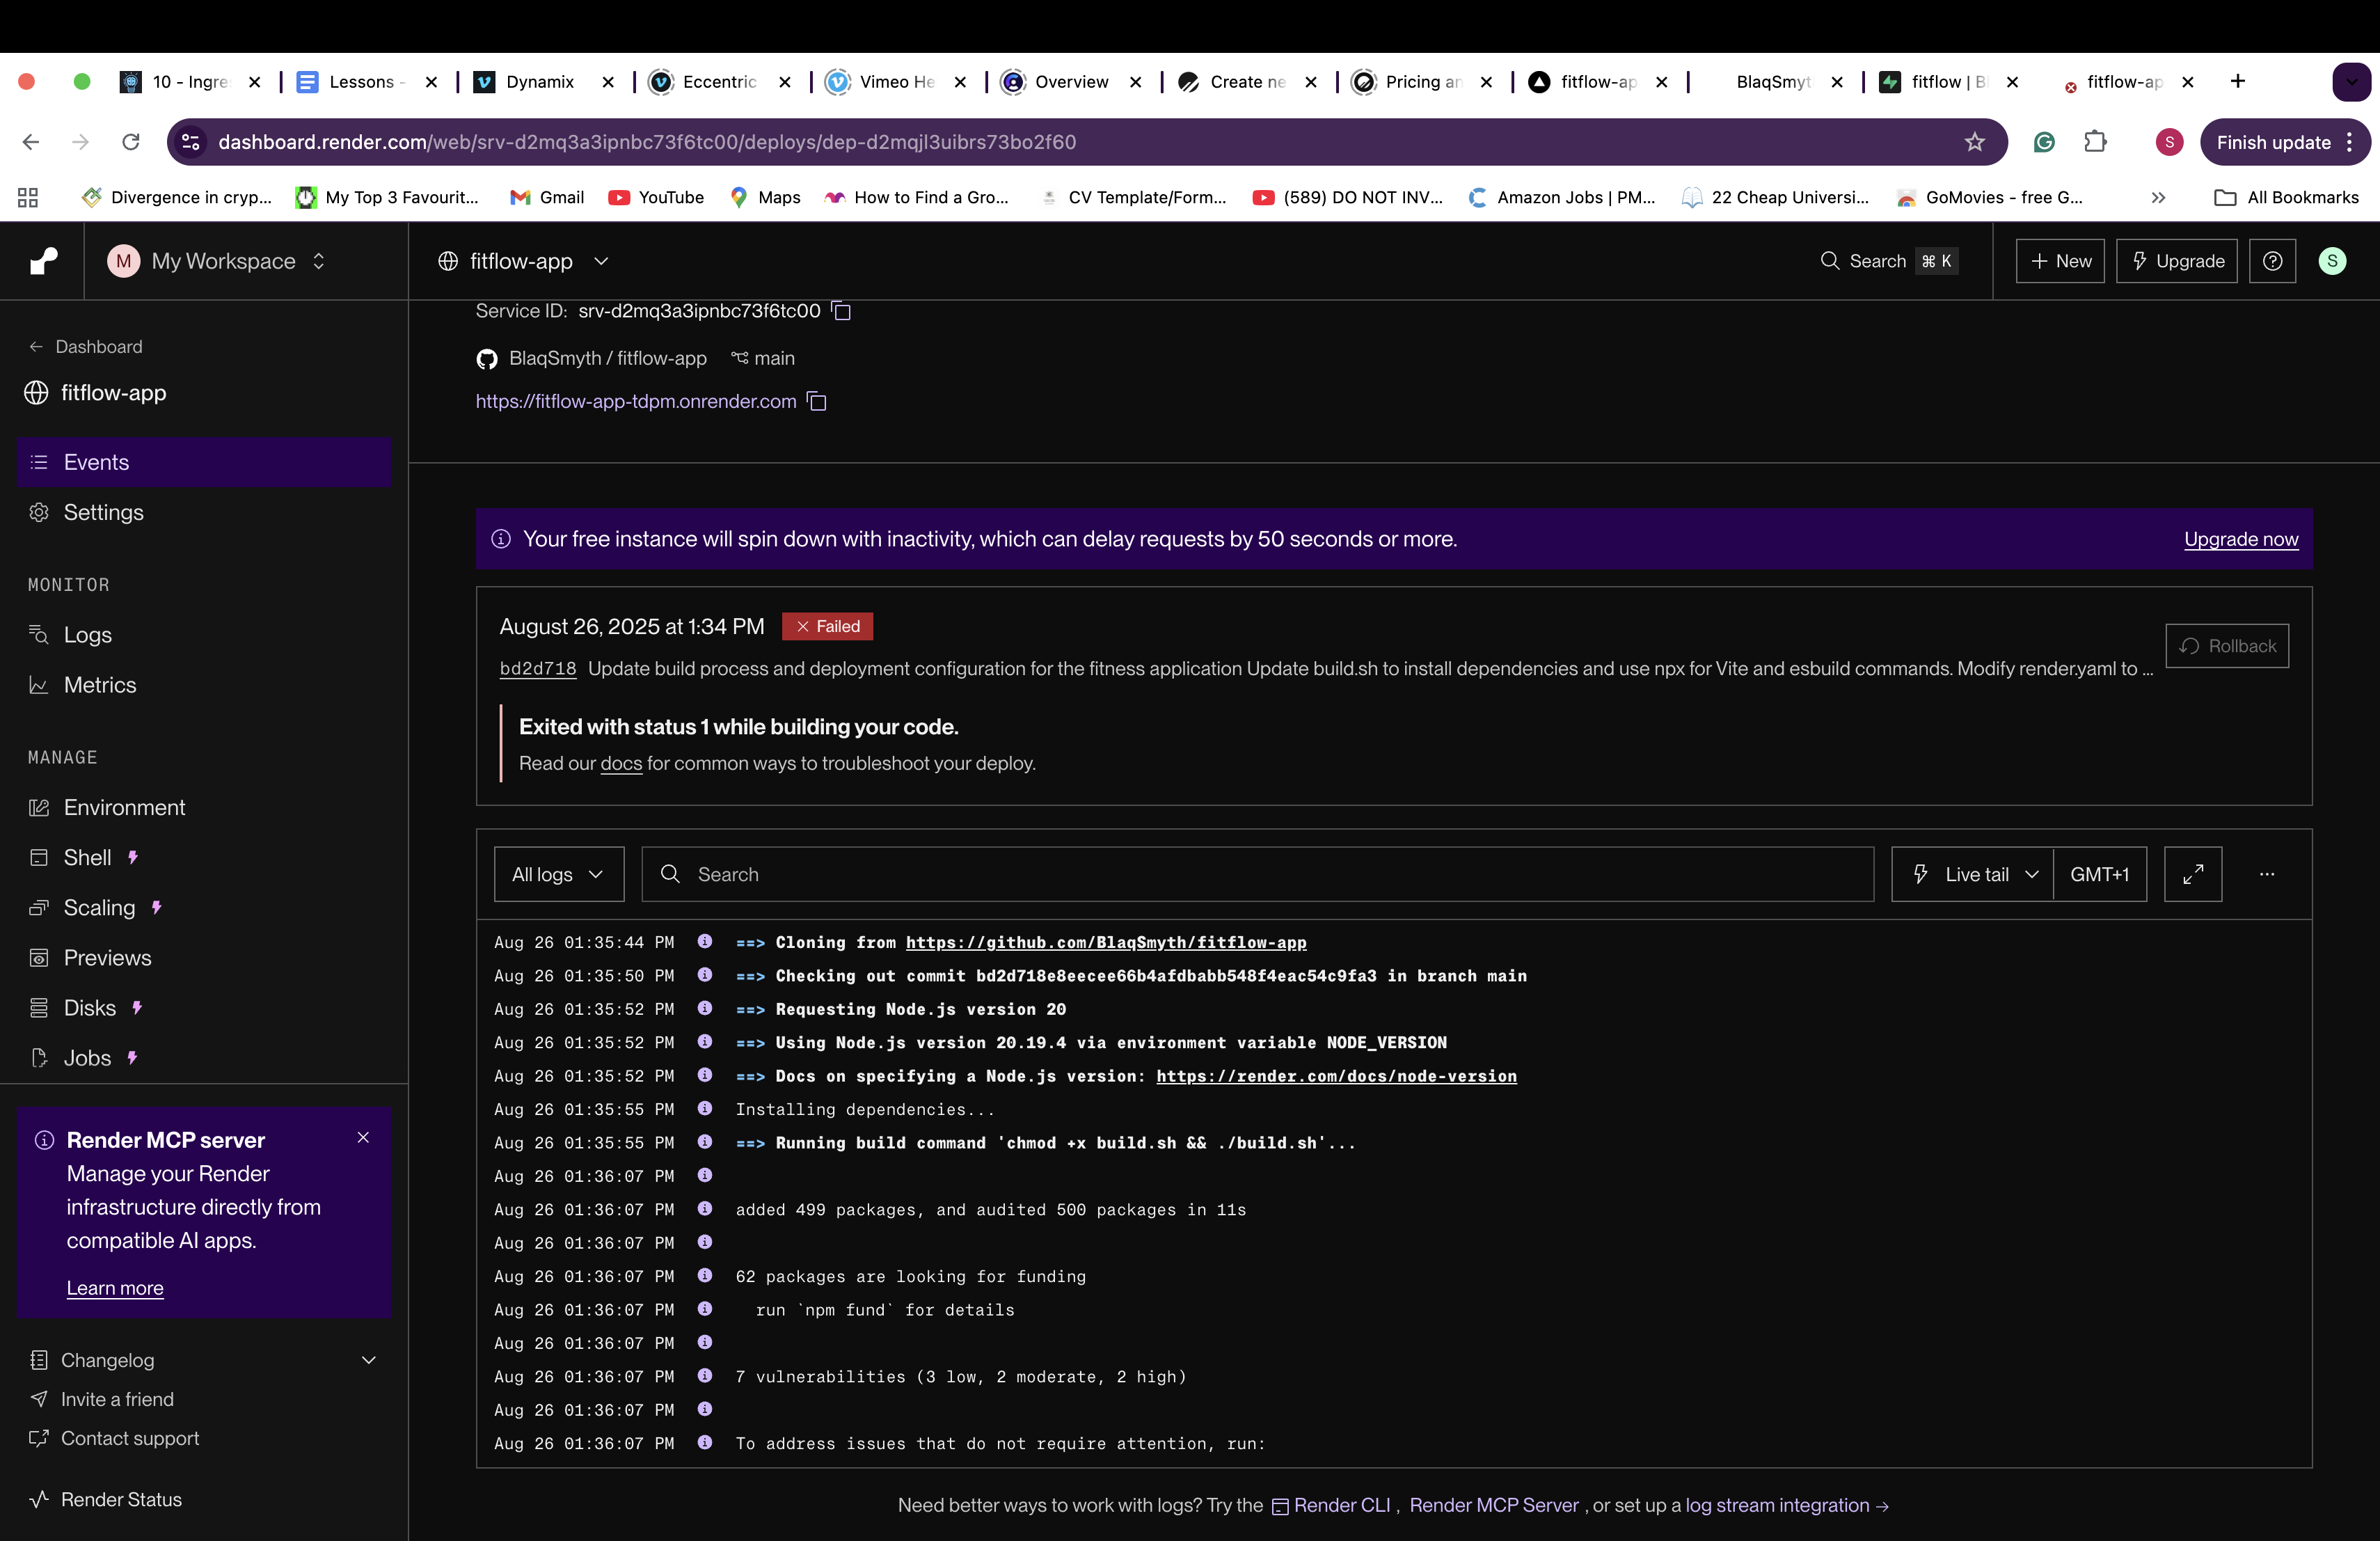 10 - Ingre
Lessons -
Dynamix
Eccentric
Vimeo He
Overview
Create ne
Pricing an
fitflow-ap
BlaqSmyt
fitflow | Bl
fitflow-ap
dashboard.render.com/web/srv-d2mq3a3ipnbc73f6tc00/deploys/dep-d2mqjl3uibrs73bo2f60
S
Finish update
Divergence in cryp...
My Top 3 Favourit...
Gmail
YouTube
Maps
How to Find a Gro...
CV Template/Form...
(589) DO NOT INV...
Amazon Jobs | PM...
22 Cheap Universi...
GoMovies - free G...
All Bookmarks
M
My Workspace
fitflow-app
Search ⌘ K
+ New
Upgrade
S
← Dashboard
fitflow-app
Events
Settings
MONITOR
Logs
Metrics
MANAGE
Environment
Shell
Scaling
Previews
Disks
Jobs
Render MCP server
Manage your Render
infrastructure directly from
compatible AI apps.
Learn more
Changelog
Invite a friend
Contact support
Render Status
Service ID: srv-d2mq3a3ipnbc73f6tc00
BlaqSmyth / fitflow-app main
https://fitflow-app-tdpm.onrender.com
Your free instance will spin down with inactivity, which can delay requests by 50 seconds or more.
Upgrade now
August 26, 2025 at 1:34 PM
Failed
Rollback
bd2d718 Update build process and deployment configuration for the fitness application Update build.sh to install dependencies and use npx for Vite and esbuild commands. Modify render.yaml to ...
Exited with status 1 while building your code.
Read our docs for common ways to troubleshoot your deploy.
All logs
Search
Live tail
GMT+1
...
Aug 26 01:35:44 PM ==> Cloning from https://github.com/BlaqSmyth/fitflow-app
Aug 26 01:35:50 PM ==> Checking out commit bd2d718e8eecee66b4afdbabb548f4eac54c9fa3 in branch main
Aug 26 01:35:52 PM ==> Requesting Node.js version 20
Aug 26 01:35:52 PM ==> Using Node.js version 20.19.4 via environment variable NODE_VERSION
Aug 26 01:35:52 PM ==> Docs on specifying a Node.js version: https://render.com/docs/node-version
Aug 26 01:35:55 PM Installing dependencies...
Aug 26 01:35:55 PM ==> Running build command 'chmod +x build.sh && ./build.sh'...
Aug 26 01:36:07 PM
Aug 26 01:36:07 PM added 499 packages, and audited 500 packages in 11s
Aug 26 01:36:07 PM
Aug 26 01:36:07 PM 62 packages are looking for funding
Aug 26 01:36:07 PM run `npm fund` for details
Aug 26 01:36:07 PM
Aug 26 01:36:07 PM 7 vulnerabilities (3 low, 2 moderate, 2 high)
Aug 26 01:36:07 PM
Aug 26 01:36:07 PM To address issues that do not require attention, run:
Need better ways to work with logs? Try the Render CLI, Render MCP Server, or set up a log stream integration →